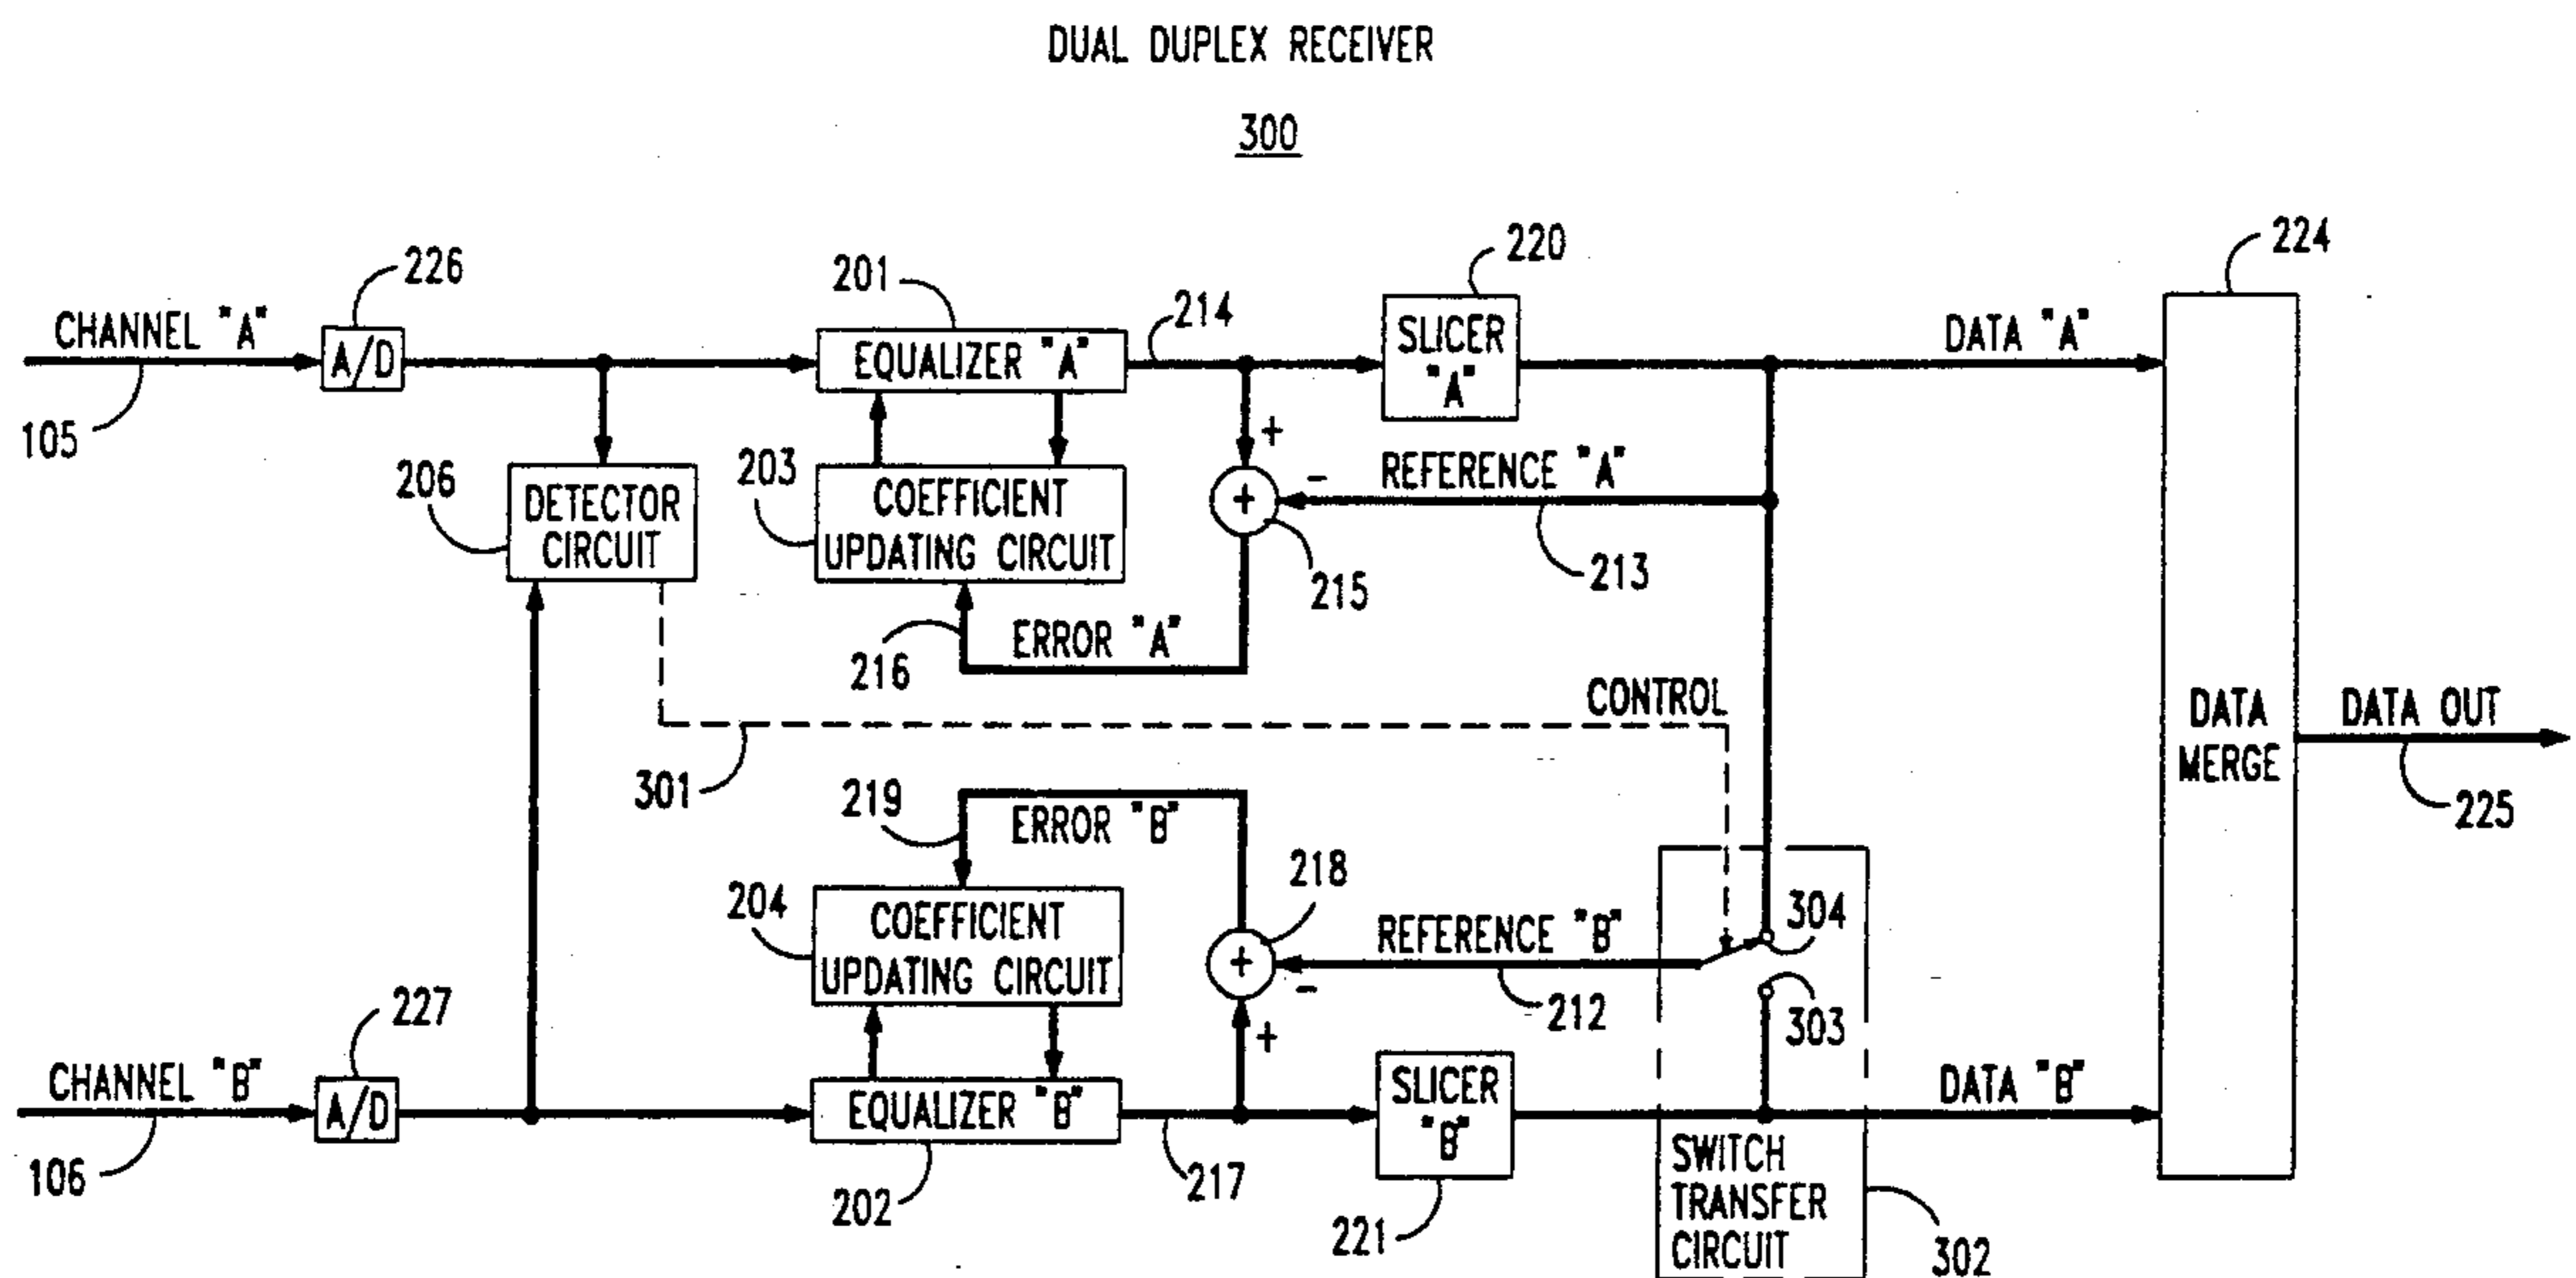 DUAL DUPLEX RECEIVER
300
226
201
220
224
CHANNEL "A"
A/D
EQUALIZER "A"
214
SLICER
"A"
DATA "A"
105
206
DETECTOR
CIRCUIT
203
COEFFICIENT
UPDATING CIRCUIT
+
-
+
REFERENCE "A"
213
215
216
ERROR "A"
CONTROL
301
219
ERROR "B"
DATA
MERGE
DATA OUT
225
204
COEFFICIENT
UPDATING CIRCUIT
218
+
-
+
REFERENCE "B"
212
304
303
227
CHANNEL "B"
A/D
EQUALIZER "B"
217
SLICER
"B"
DATA "B"
106
202
221
SWITCH
TRANSFER
CIRCUIT
302